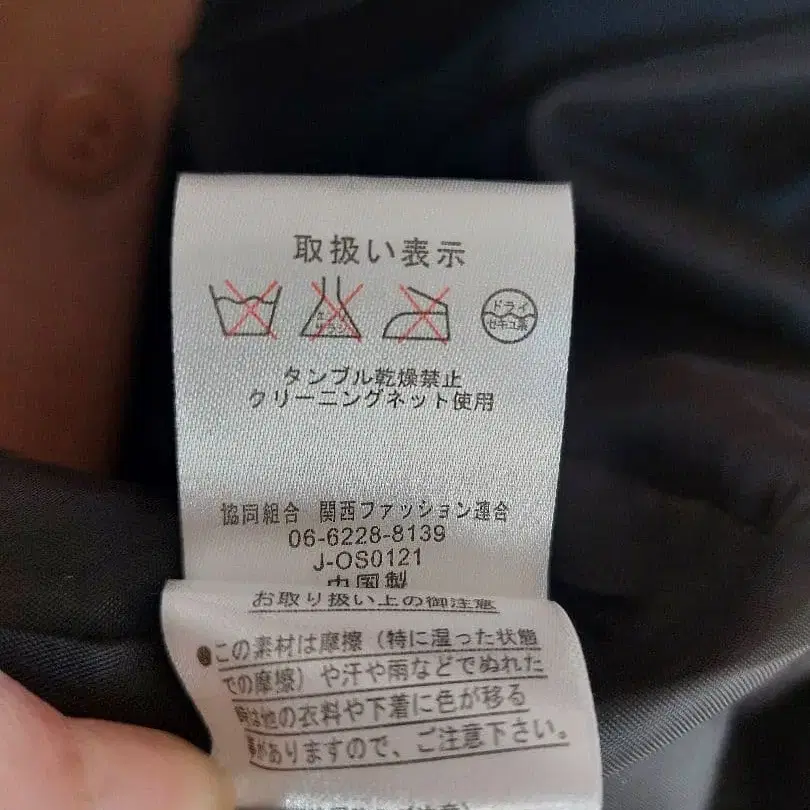 取扱い表示
ドライ
セキユ系
タンブル乾燥禁止
クリーニングネット使用
協同組合 関西ファッション連合
06-6228-8139
J-OS0121
中国製
お取り扱い上の御注意
●この素材は摩擦（特に湿った状態
での摩擦）や汗や雨などでぬれた
時は他の衣料や下着に色が移る
事がありますので、ご注意下さい。